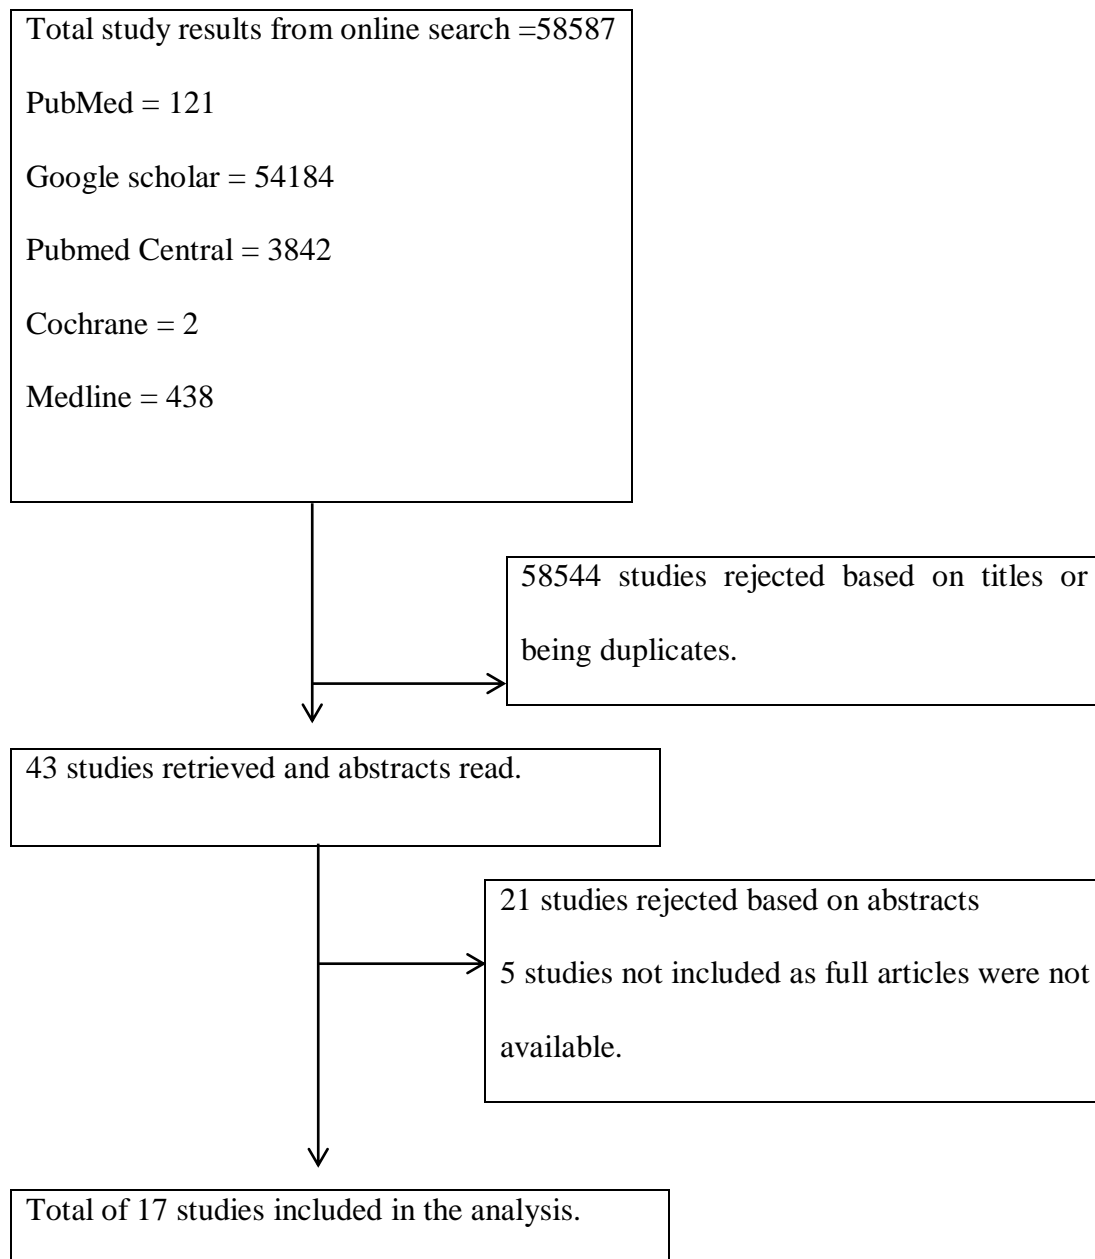 Total study results from online search =58587
PubMed = 121
Google scholar = 54184
Pubmed Central = 3842
Cochrane = 2
Medline = 438
58544 studies rejected based on titles or
being duplicates.
43 studies retrieved and abstracts read.
21 studies rejected based on abstracts
5 studies not included as full articles were not
available.
Total of 17 studies included in the analysis.